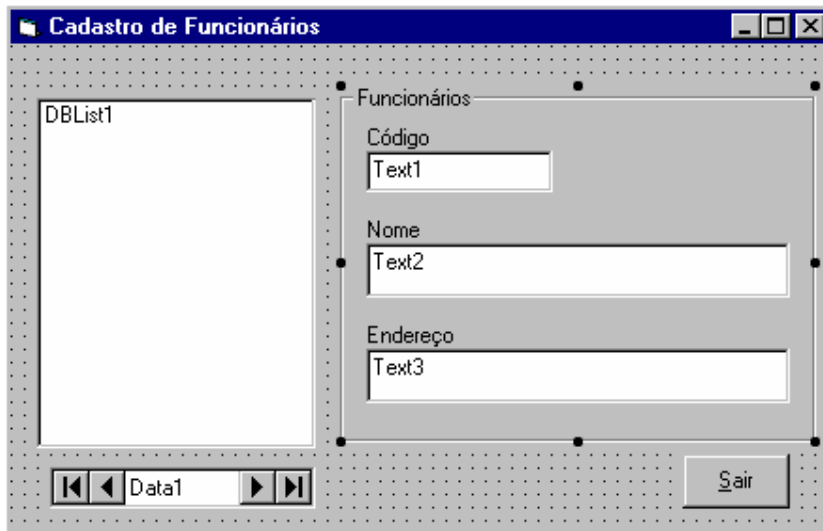 Cadastro de Funcionários
DBList1
Funcionários
Código
Text1
Nome
Text2
Endereço
Text3
Data1
Sair